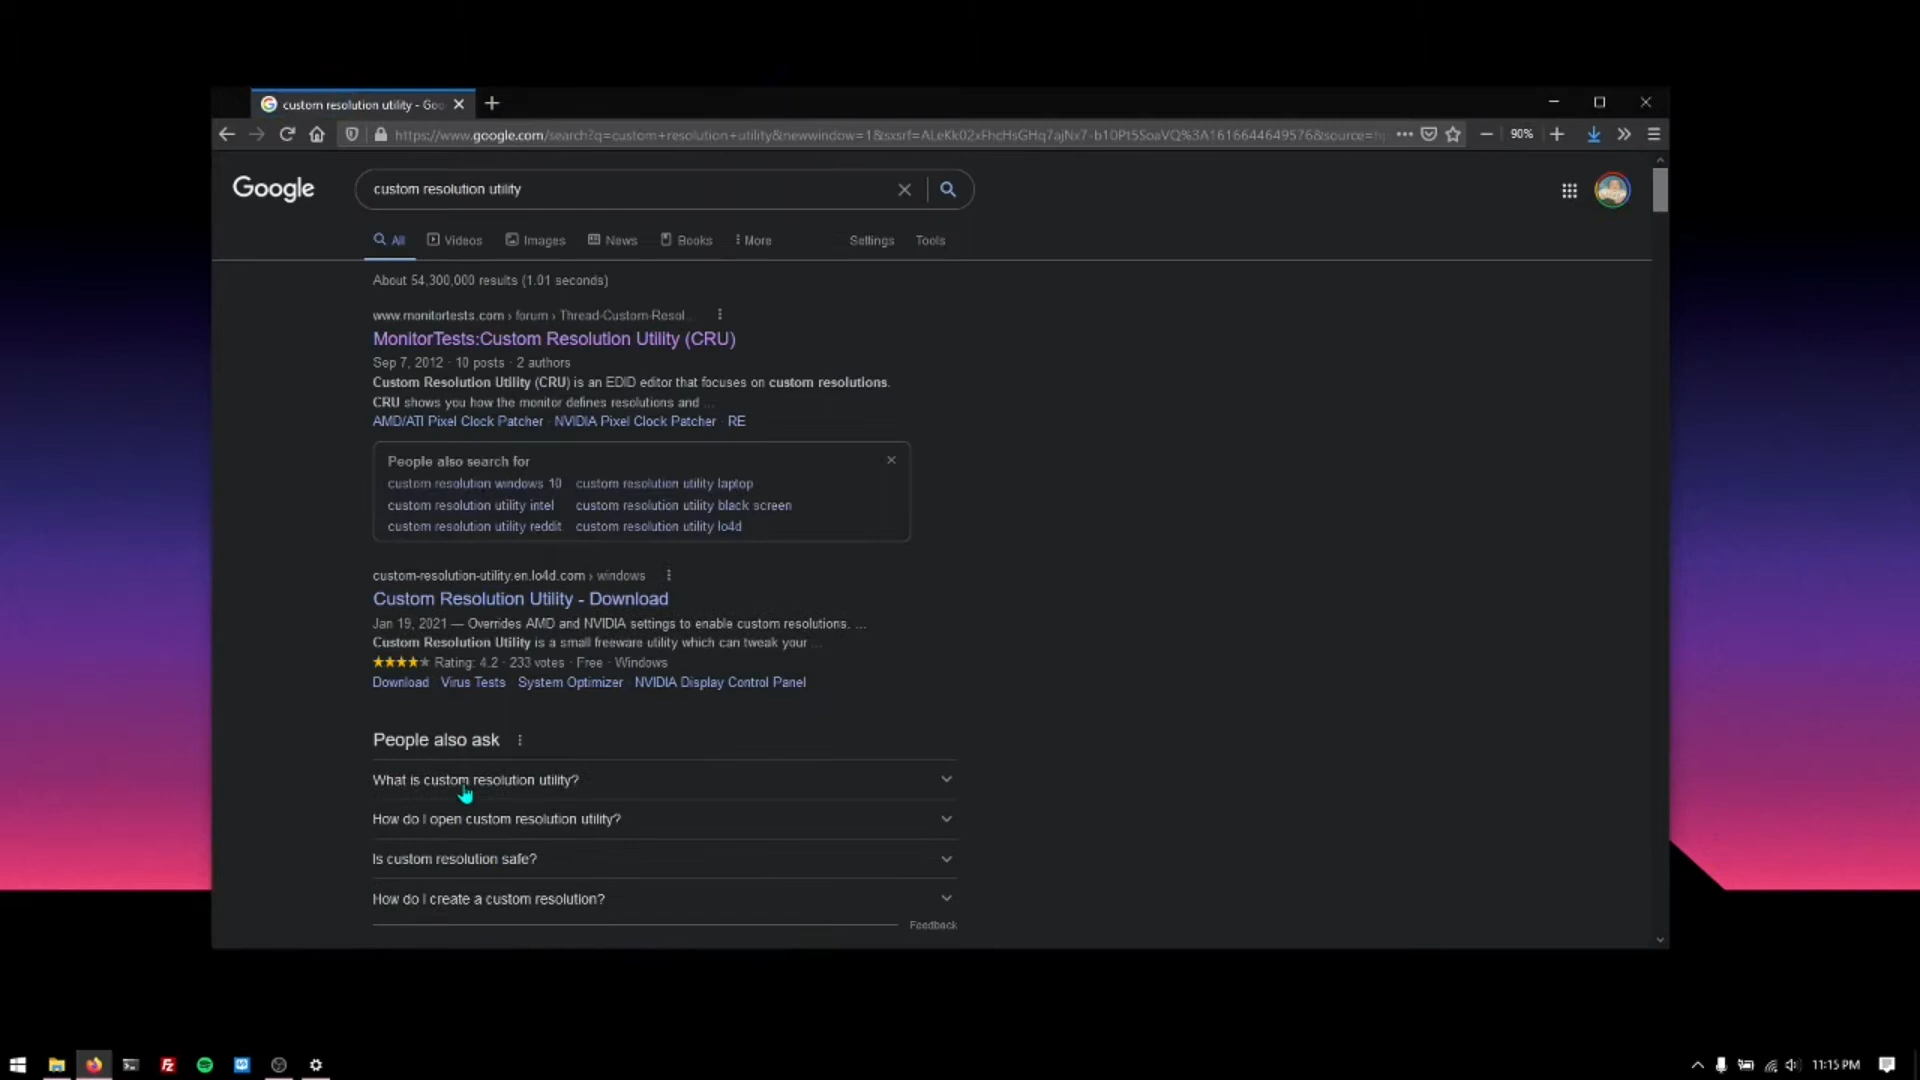 custom resolution utility - Goo
https://www.google.com/search?q=custom+resolution+utility&newwindow=1&sxsrf=ALeKk02xFhcHsGHq7ajNx7-b10Pt5SoaVQ%3A1616644649576&source=h
90%
Google
custom resolution utility
All
Videos
Images
News
Books
More
Settings
Tools
About 54,300,000 results (1.01 seconds)
www.monitortests.com › forum › Thread-Custom-Resol...
MonitorTests:Custom Resolution Utility (CRU)
Sep 7, 2012 · 10 posts · 2 authors
Custom Resolution Utility (CRU) is an EDID editor that focuses on custom resolutions.
CRU shows you how the monitor defines resolutions and ...
AMD/ATI Pixel Clock Patcher · NVIDIA Pixel Clock Patcher · RE
People also search for
custom resolution windows 10 custom resolution utility laptop
custom resolution utility intel custom resolution utility black screen
custom resolution utility reddit custom resolution utility lo4d
custom-resolution-utility.en.lo4d.com › windows
Custom Resolution Utility - Download
Jan 19, 2021 — Overrides AMD and NVIDIA settings to enable custom resolutions. ...
Custom Resolution Utility is a small freeware utility which can tweak your ...
Rating: 4.2 · 233 votes · Free · Windows
Download · Virus Tests · System Optimizer · NVIDIA Display Control Panel
People also ask
What is custom resolution utility?
How do I open custom resolution utility?
Is custom resolution safe?
How do I create a custom resolution?
Feedback
Fz
11:15 PM